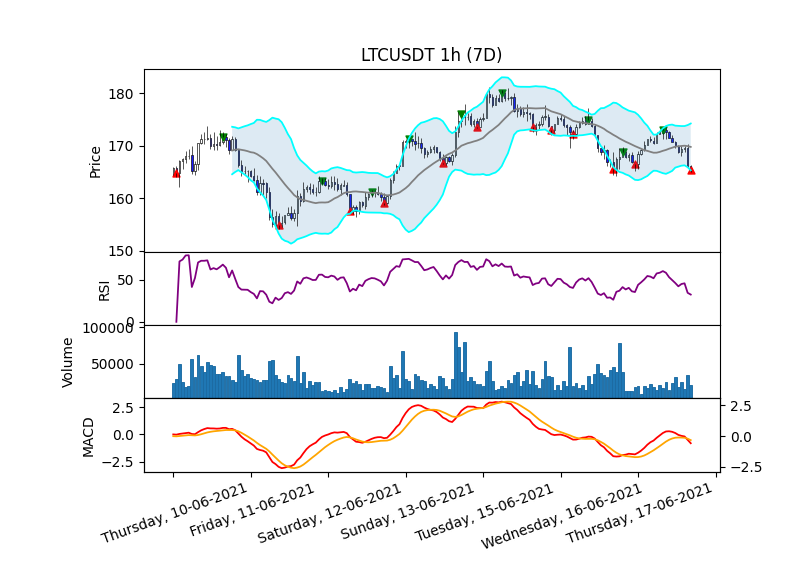 LTCUSDT 1h (7D)
180
170
160
150
Price
50
0
RSI
100000
50000
Volume
2.5
0.0
−2.5
MACD
2.5
0.0
−2.5
Thursday, 10-06-2021
Friday, 11-06-2021
Saturday, 12-06-2021
Sunday, 13-06-2021
Tuesday, 15-06-2021
Wednesday, 16-06-2021
Thursday, 17-06-2021